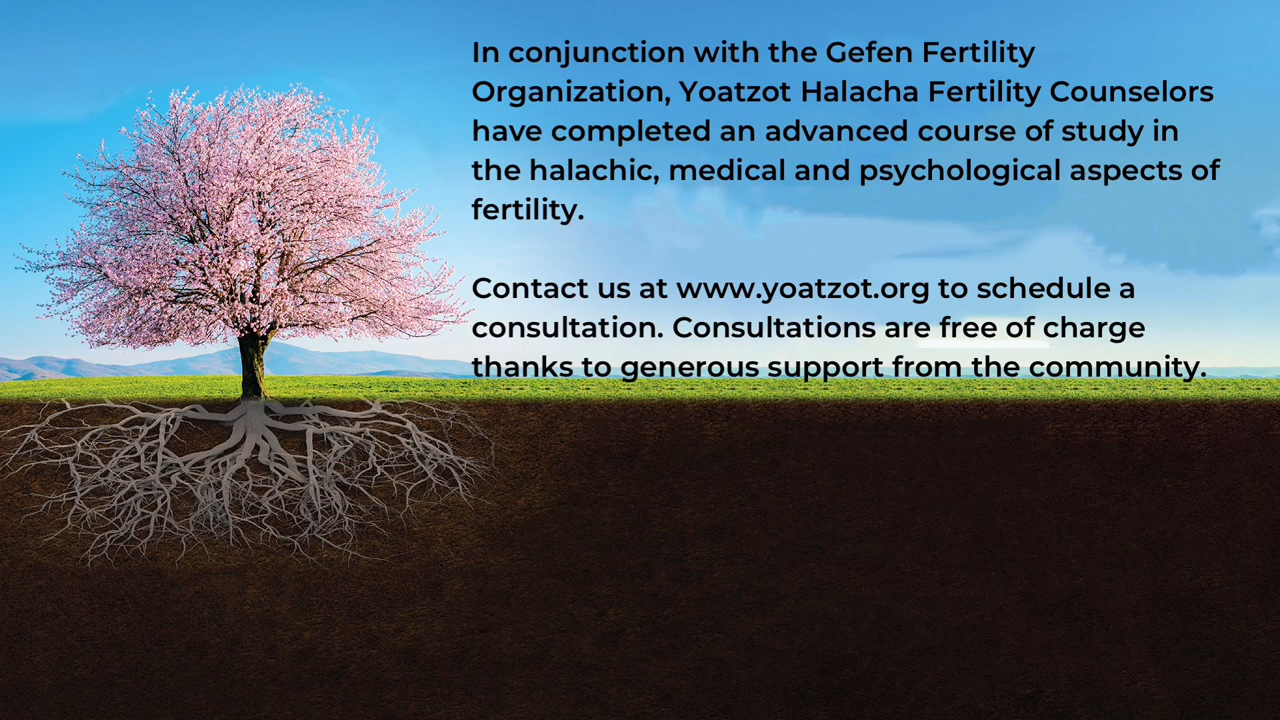 In conjunction with the Gefen Fertility
Organization, Yoatzot Halacha Fertility Counselors
have completed an advanced course of study in
the halachic, medical and psychological aspects of
fertility.
Contact us at www.yoatzot.org to schedule a
consultation. Consultations are free of charge
thanks to generous support from the community.